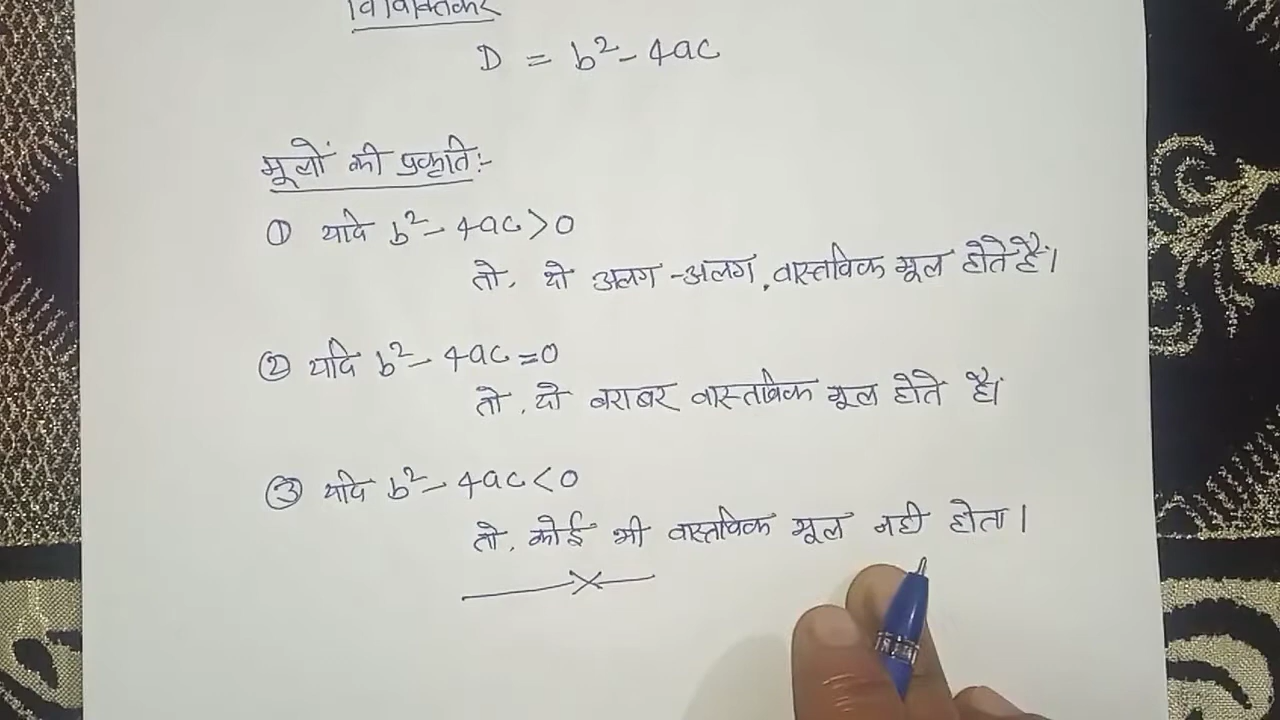 D = b² - 4ac
मूलों की प्रकृति:-
① यदि b² - 4ac > 0
तो, दो अलग-अलग, वास्तविक मूल होते हैं।
② यदि b² - 4ac = 0
तो, दो बराबर वास्तविक मूल होते हैं।
③ यदि b² - 4ac < 0
तो, कोई भी वास्तविक मूल नही होता।